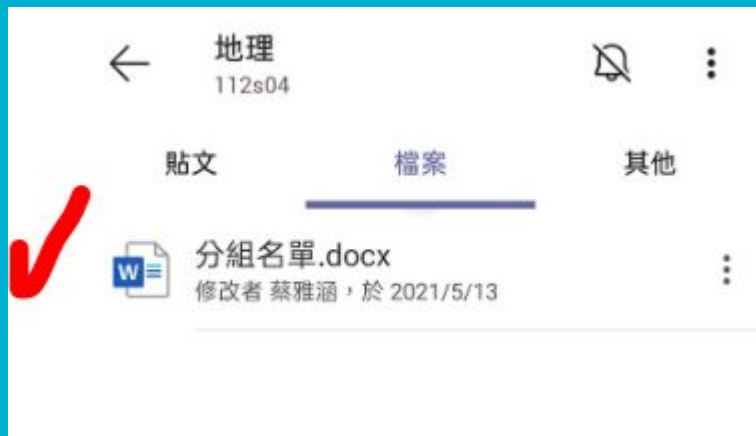 地理
112s04
貼文
檔案
其他
W
分組名單.docx
修改者 蔡雅涵，於 2021/5/13